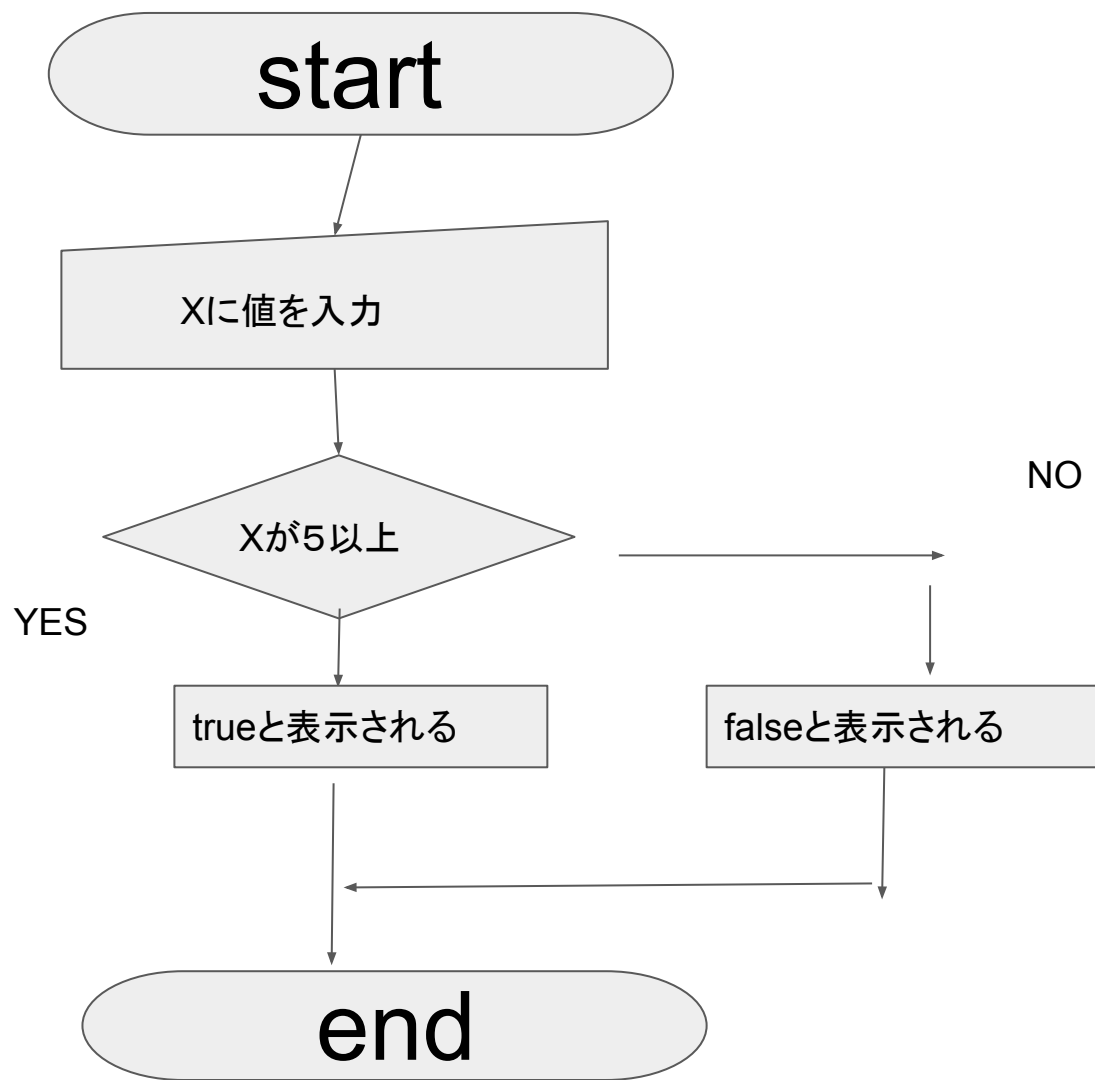 start
Xに値を入力
Xが５以上
NO
YES
trueと表示される
falseと表示される
end